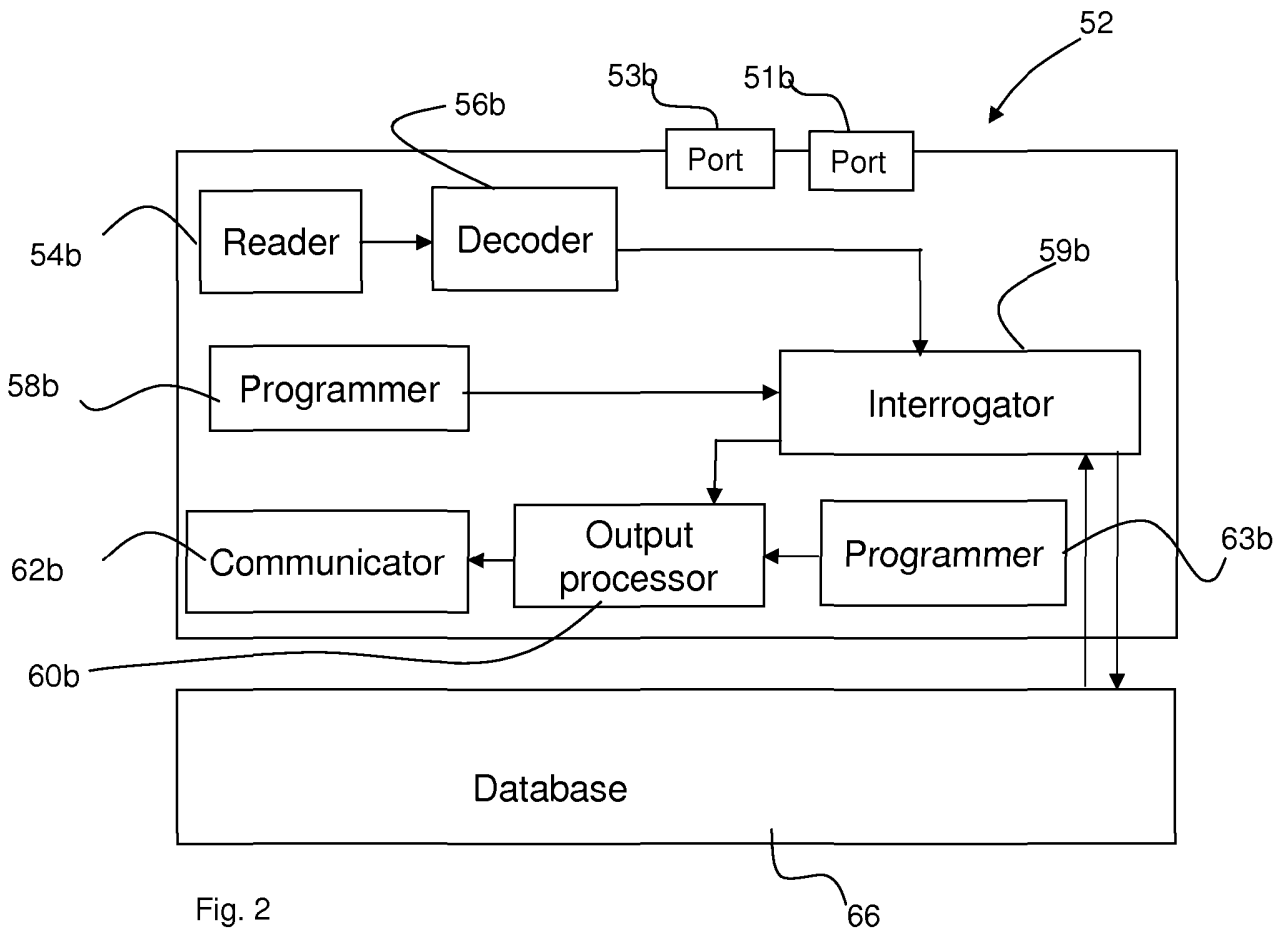 52
53b
51b
56b
Port
Port
54b
Reader
Decoder
59b
58b
Programmer
Interrogator
62b
Communicator
Output
processor
Programmer
63b
60b
Database
Fig. 2
66